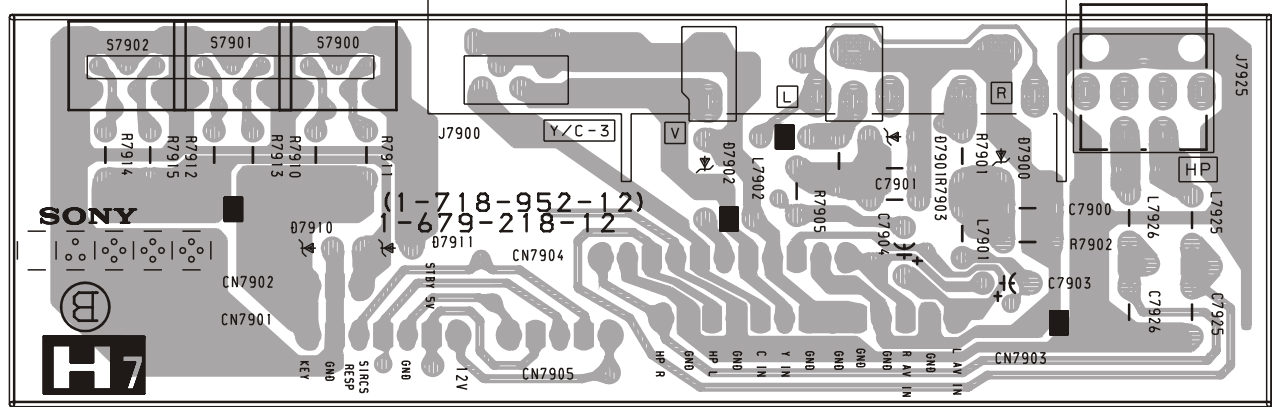 S7902
S7901
S7900
J7925
L
R
J7900
Y/C-3
V
HP
R7914
R7915
R7912
R7913
R7910
R7911
D7902
L7902
R7905
C7901
D7901
R7903
R7901
D7900
(1-718-952-12)
1-679-218-12
SONY
D7910
D7911
CN7904
C7904
L7901
C7900
R7902
L7926
L7925
CN7902
STBY 5V
C7903
CN7901
B
C7926
C7925
H7
KEY
GND
SIRCS
RESP
GND
12V
CN7905
HP R
GND
HP L
GND
C IN
Y IN
GND
GND
GND
R AV IN
GND
L AV IN
CN7903